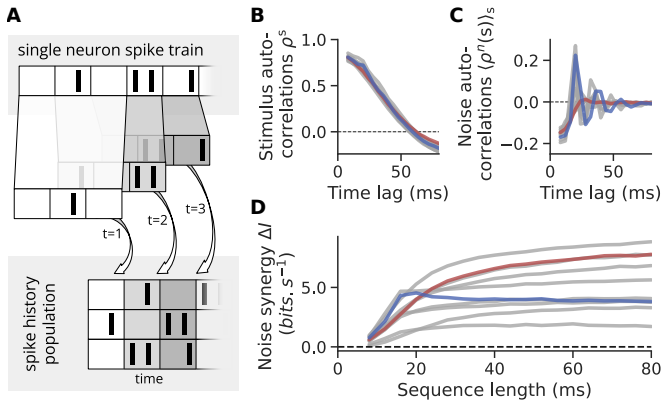 A
single neuron spike train
t=1
t=2
t=3
spike history
population
time
B
Stimulus auto-
correlations ρˢ
1.0
0.5
0.0
0
50
Time lag (ms)
C
Noise auto-
correlations ⟨ρⁿ(s)⟩ₛ
0.2
0.0
−0.2
0
50
Time lag (ms)
D
Noise synergy ΔI
(bits. s⁻¹)
5.0
0.0
0
20
40
60
80
Sequence length (ms)